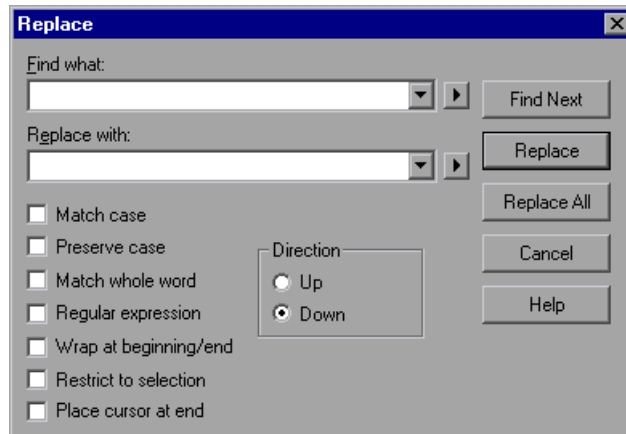 Replace
Find what:
Find Next
Replace with:
Replace
Replace All
Match case
Preserve case
Direction
Cancel
Match whole word
Up
Regular expression
Down
Help
Wrap at beginning/end
Restrict to selection
Place cursor at end